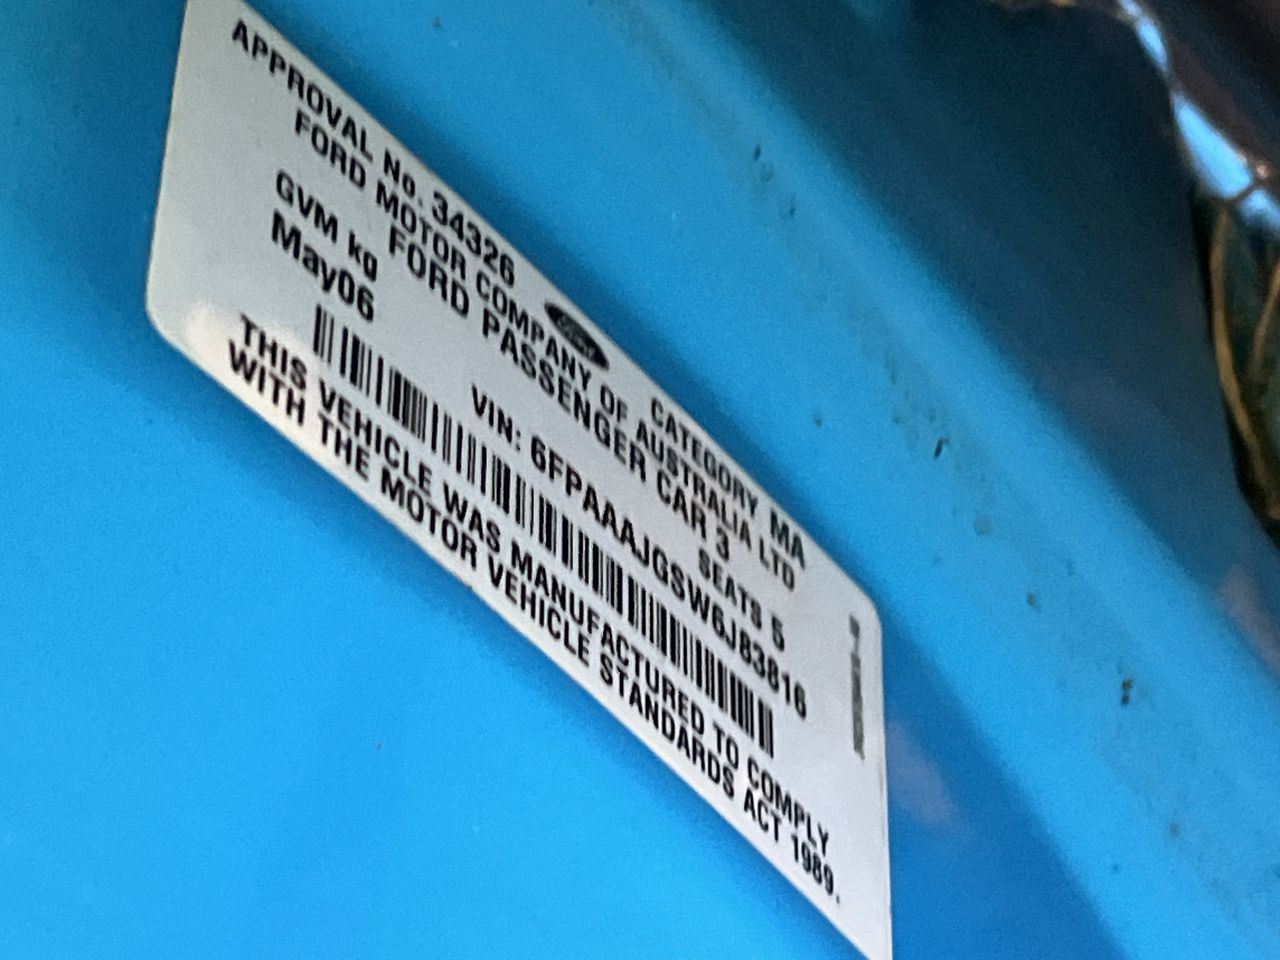 APPROVAL No. 34326 Ford CATEGORY MA
FORD MOTOR COMPANY OF AUSTRALIA LTD
FORD PASSENGER CAR 3
GVM kg SEATS 5
May06 VIN: 6FPAAAJGSW6J83816
THIS VEHICLE WAS MANUFACTURED TO COMPLY
WITH THE MOTOR VEHICLE STANDARDS ACT 1989.